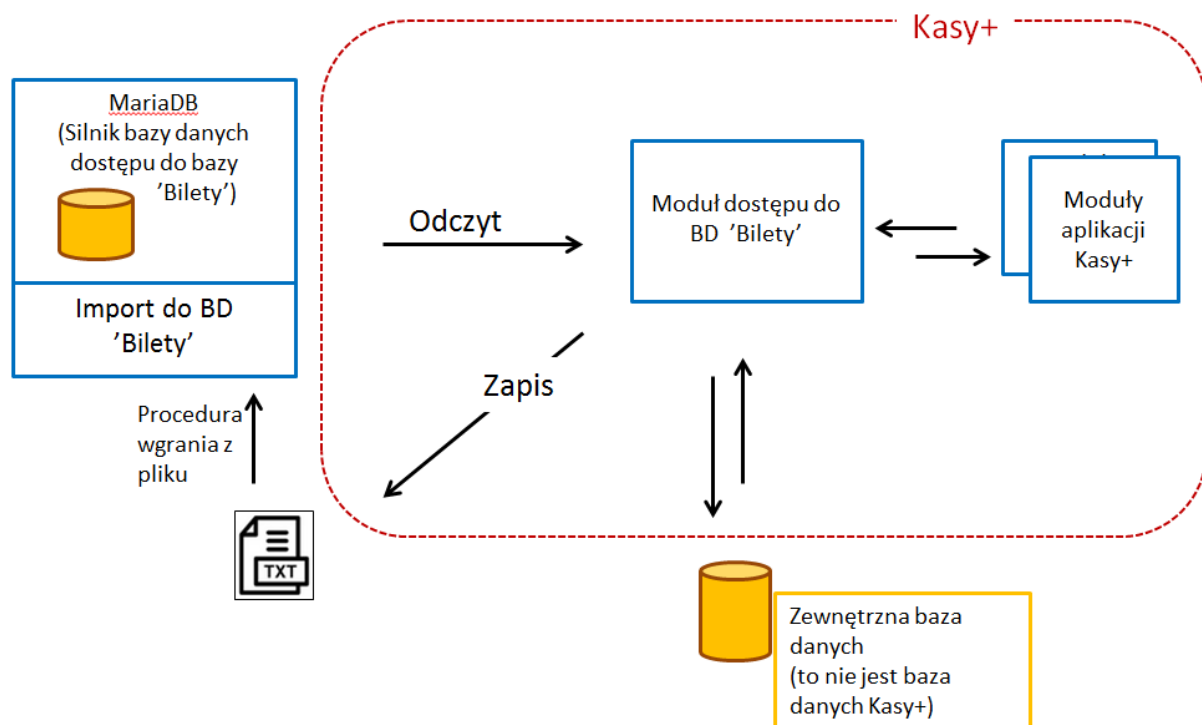 Kasy+
MariaDB
(Silnik bazy danych
dostępu do bazy
’Bilety’)
Import do BD
’Bilety’
Odczyt
Moduł dostępu do
BD ’Bilety’
Moduły
aplikacji
Kasy+
Zapis
Procedura
wgrania z
pliku
TXT
Zewnętrzna baza
danych
(to nie jest baza
danych Kasy+)